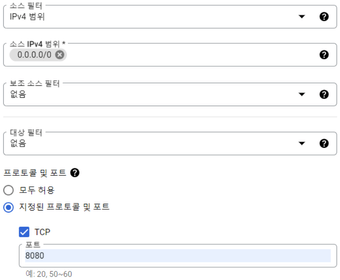 소스 필터
IPv4 범위
소스 IPv4 범위 *
0.0.0.0/0
보조 소스 필터
없음
대상 필터
없음
프로토콜 및 포트
모두 허용
지정된 프로토콜 및 포트
TCP
포트
8080
예: 20, 50~60